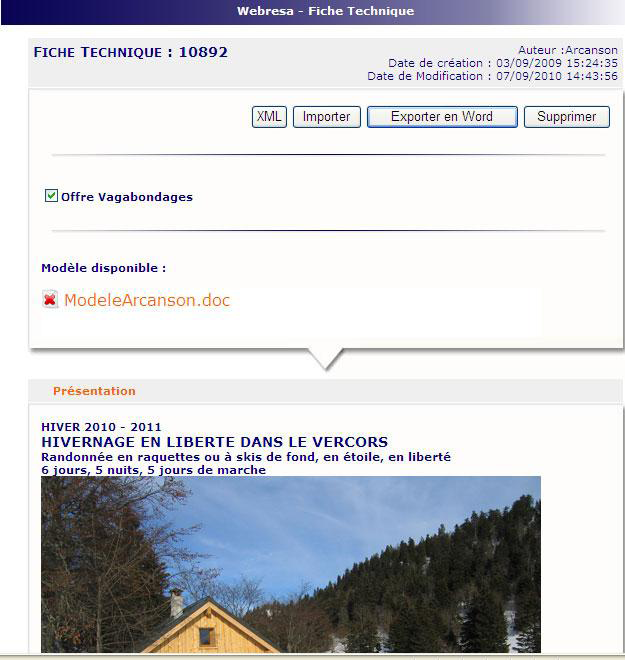 Webresa - Fiche Technique
FICHE TECHNIQUE : 10892
Auteur :Arcanson
Date de création : 03/09/2009 15:24:35
Date de Modification : 07/09/2010 14:43:56
XML Importer Exporter en Word Supprimer
Offre Vagabondages
Modèle disponible :
ModeleArcanson.doc
Présentation
HIVER 2010 - 2011
HIVERNAGE EN LIBERTE DANS LE VERCORS
Randonnée en raquettes ou à skis de fond, en étoile, en liberté
6 jours, 5 nuits, 5 jours de marche